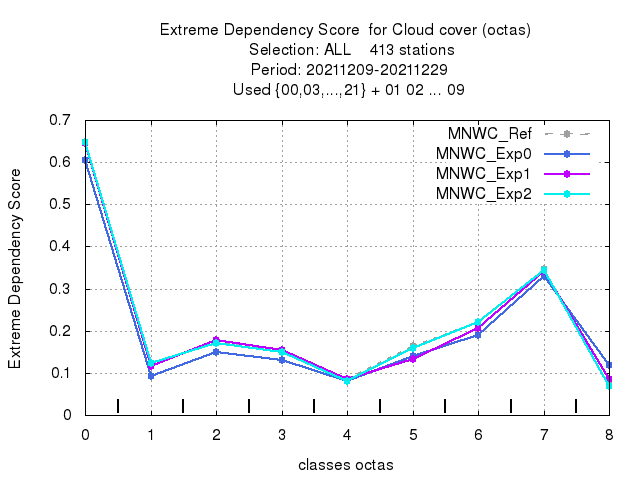 Extreme Dependency Score  for Cloud cover (octas)
Selection: ALL    413 stations
Period: 20211209-20211229
Used {00,03,...,21} + 01 02 ... 09
MNWC_Ref
MNWC_Exp0
MNWC_Exp1
MNWC_Exp2
Extreme Dependency Score
0.7
0.6
0.5
0.4
0.3
0.2
0.1
0
0 1 2 3 4 5 6 7 8
classes octas